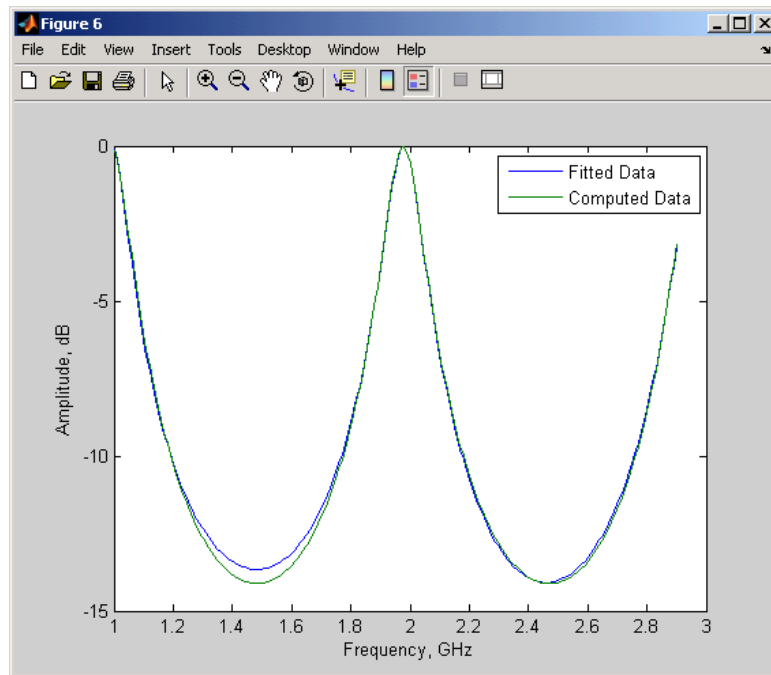 Figure 6
File Edit View Insert Tools Desktop Window Help
Fitted Data
Computed Data
0
-5
-10
-15
Amplitude, dB
1 1.2 1.4 1.6 1.8 2 2.2 2.4 2.6 2.8 3
Frequency, GHz